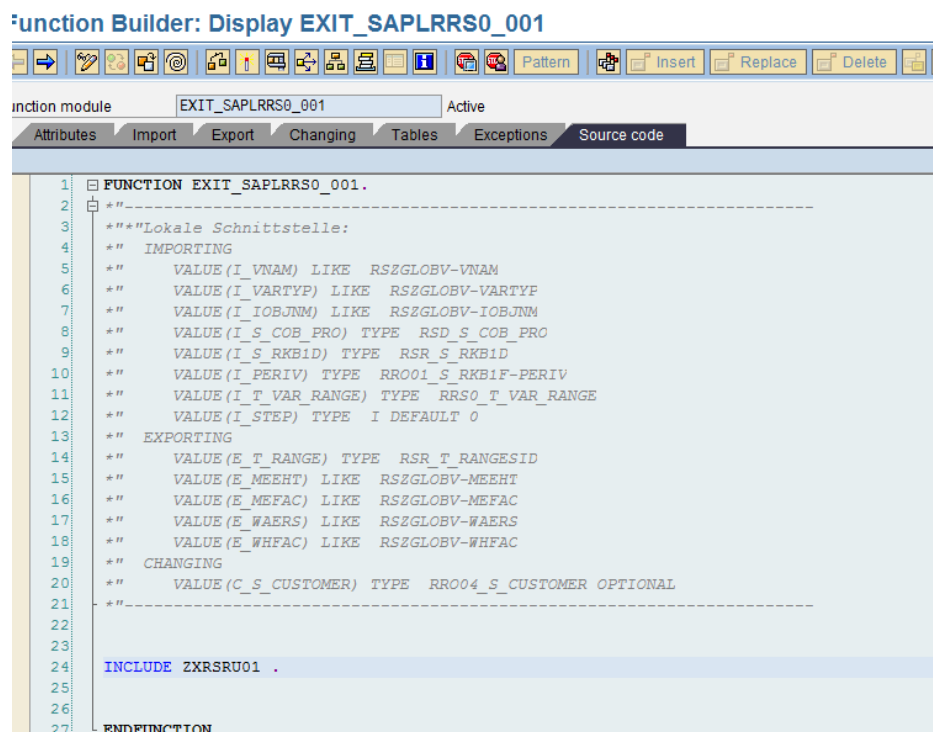 Function Builder: Display EXIT_SAPLRRS0_001
Pattern Insert Replace Delete
unction module EXIT_SAPLRRS0_001 Active
Attributes Import Export Changing Tables Exceptions Source code
1 FUNCTION EXIT_SAPLRRS0_001.
2 *"----------------------------------------------------------------------
3 *"*"Lokale Schnittstelle:
4 *" IMPORTING
5 *" VALUE(I_VNAM) LIKE RSZGLOBV-VNAM
6 *" VALUE(I_VARTYP) LIKE RSZGLOBV-VARTYP
7 *" VALUE(I_IOBJNM) LIKE RSZGLOBV-IOBJNM
8 *" VALUE(I_S_COB_PRO) TYPE RSD_S_COB_PRO
9 *" VALUE(I_S_RKB1D) TYPE RSR_S_RKB1D
10 *" VALUE(I_PERIV) TYPE RRO01_S_RKB1F-PERIV
11 *" VALUE(I_T_VAR_RANGE) TYPE RRS0_T_VAR_RANGE
12 *" VALUE(I_STEP) TYPE I DEFAULT 0
13 *" EXPORTING
14 *" VALUE(E_T_RANGE) TYPE RSR_T_RANGESID
15 *" VALUE(E_MEEHT) LIKE RSZGLOBV-MEEHT
16 *" VALUE(E_MEFAC) LIKE RSZGLOBV-MEFAC
17 *" VALUE(E_WAERS) LIKE RSZGLOBV-WAERS
18 *" VALUE(E_WHFAC) LIKE RSZGLOBV-WHFAC
19 *" CHANGING
20 *" VALUE(C_S_CUSTOMER) TYPE RRO04_S_CUSTOMER OPTIONAL
21 *"----------------------------------------------------------------------
22
23
24 INCLUDE ZXRSRU01 .
25
26
27 ENDFUNCTION